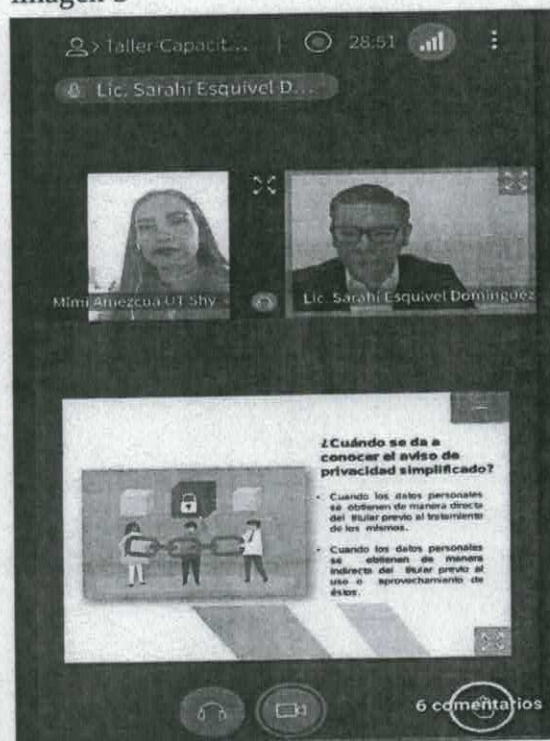 Imagen 3
Taller-Capacit...
28:51
Lic. Sarahí Esquivel D...
Mimi Amezcua UT Shy
Lic. Sarahí Esquivel Domínguez
¿Cuándo se da a
conocer el aviso de
privacidad simplificado?
• Cuando los datos personales
se obtienen de manera directa
del titular previo al tratamiento
de los mismos.
• Cuando los datos personales
se obtienen de manera
indirecta del titular previo al
uso o aprovechamiento de
éstos.
6 comentarios